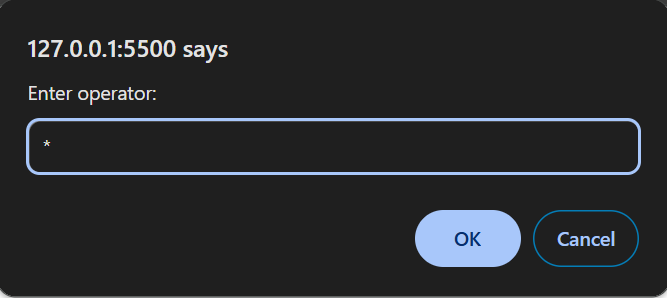 127.0.0.1:5500 says
Enter operator:
*
OK
Cancel